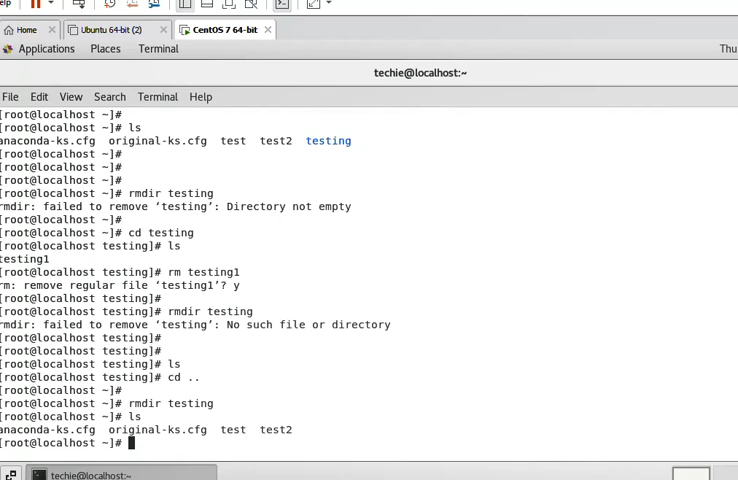 elp
Home
Ubuntu 64-bit (2)
CentOS 7 64-bit
Applications Places Terminal
Thu
techie@localhost:~
File Edit View Search Terminal Help
[root@localhost ~]#
[root@localhost ~]# ls
anaconda-ks.cfg original-ks.cfg test test2 testing
[root@localhost ~]#
[root@localhost ~]#
[root@localhost ~]#
[root@localhost ~]# rmdir testing
rmdir: failed to remove ‘testing’: Directory not empty
[root@localhost ~]#
[root@localhost ~]# cd testing
[root@localhost testing]# ls
testing1
[root@localhost testing]# rm testing1
rm: remove regular file ‘testing1’? y
[root@localhost testing]#
[root@localhost testing]# rmdir testing
rmdir: failed to remove ‘testing’: No such file or directory
[root@localhost testing]#
[root@localhost testing]#
[root@localhost testing]# ls
[root@localhost testing]# cd ..
[root@localhost ~]#
[root@localhost ~]# rmdir testing
[root@localhost ~]# ls
anaconda-ks.cfg original-ks.cfg test test2
[root@localhost ~]#
techie@localhost:~